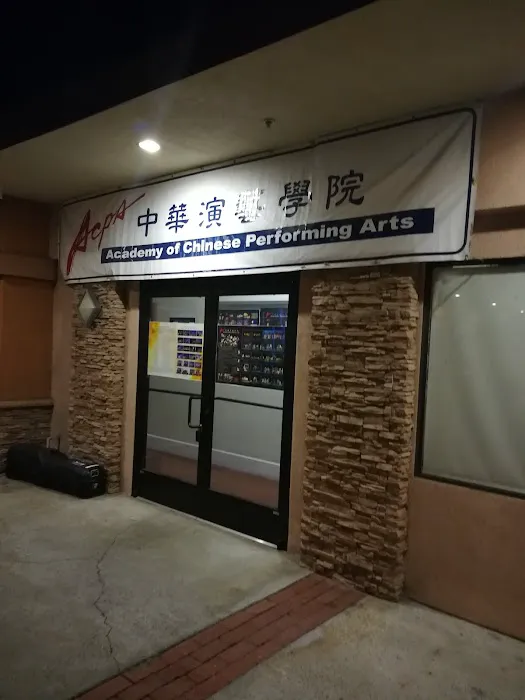 Acpa
中華演藝學院
Academy of Chinese Performing Arts